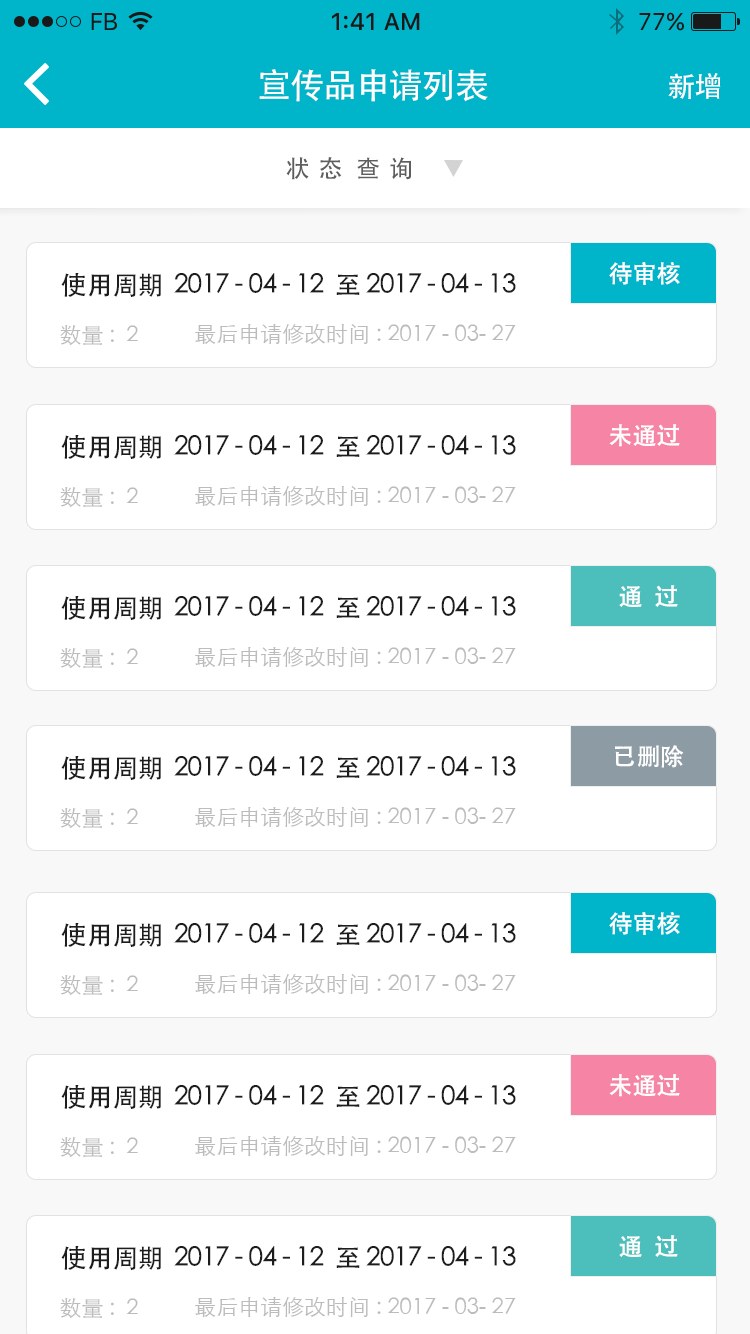 FB 1:41 AM 77%
宣传品申请列表 新增
状态查询
使用周期 2017-04-12 至 2017-04-13 待审核
数量：2 最后申请修改时间：2017-03-27
使用周期 2017-04-12 至 2017-04-13 未通过
数量：2 最后申请修改时间：2017-03-27
使用周期 2017-04-12 至 2017-04-13 通过
数量：2 最后申请修改时间：2017-03-27
使用周期 2017-04-12 至 2017-04-13 已删除
数量：2 最后申请修改时间：2017-03-27
使用周期 2017-04-12 至 2017-04-13 待审核
数量：2 最后申请修改时间：2017-03-27
使用周期 2017-04-12 至 2017-04-13 未通过
数量：2 最后申请修改时间：2017-03-27
使用周期 2017-04-12 至 2017-04-13 通过
数量：2 最后申请修改时间：2017-03-27